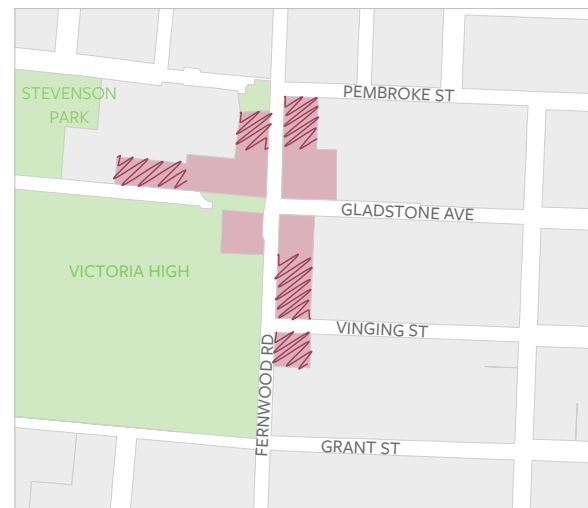 STEVENSON
PARK
PEMBROKE ST
GLADSTONE AVE
VICTORIA HIGH
VINGING ST
FERNWOOD RD
GRANT ST